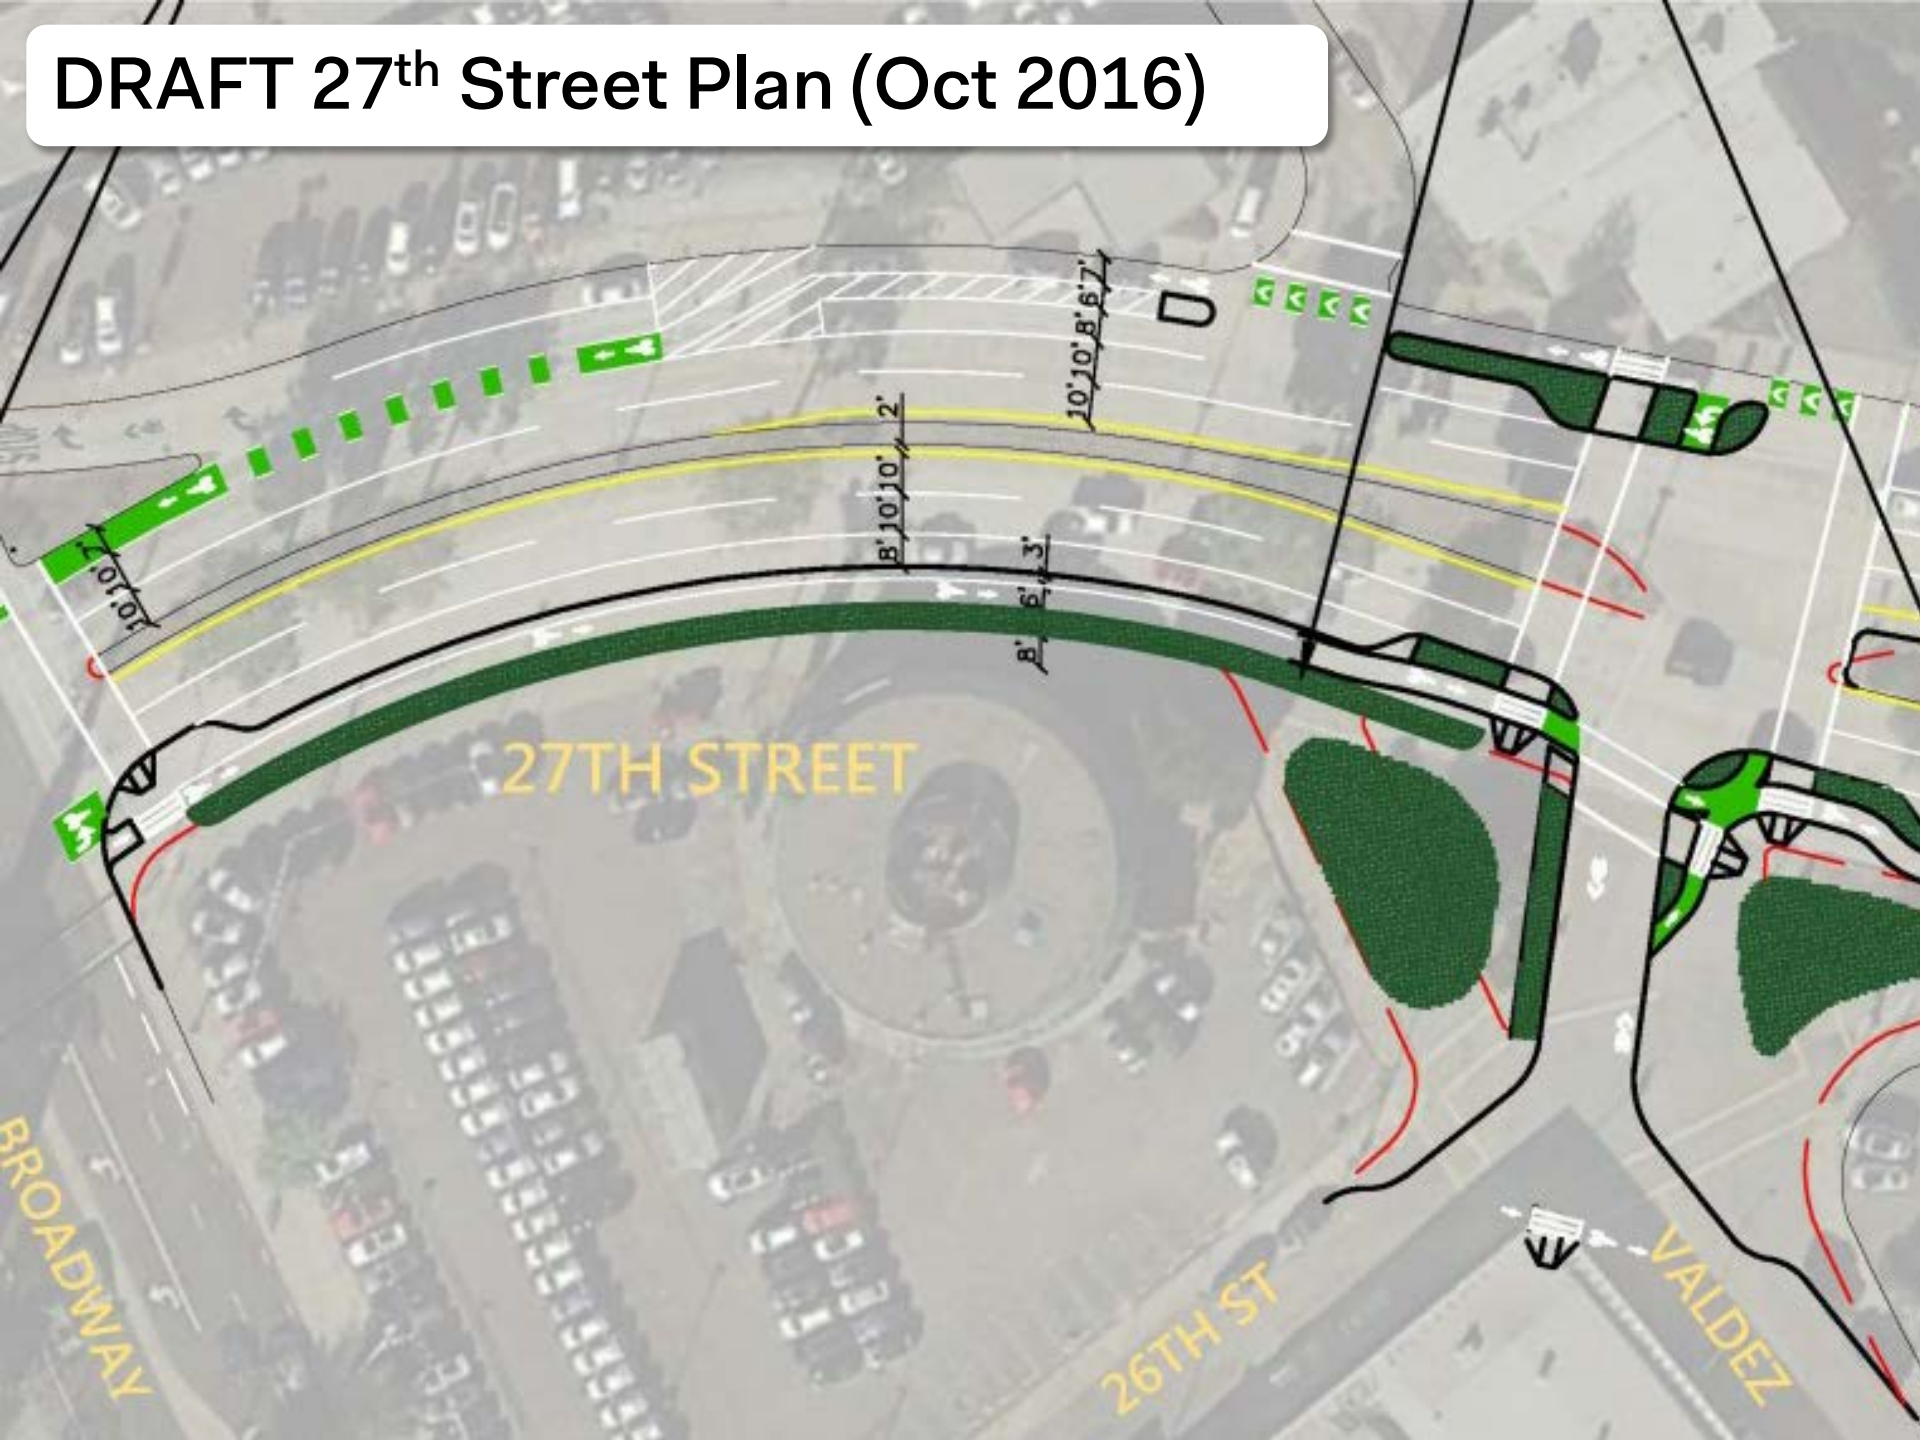 DRAFT 27th Street Plan (Oct 2016)
10' 10' 8' 6' 7'
2'
8' 10' 10'
10' 10' 7'
8' 6' 3'
27TH STREET
BROADWAY
26TH ST
VALDEZ